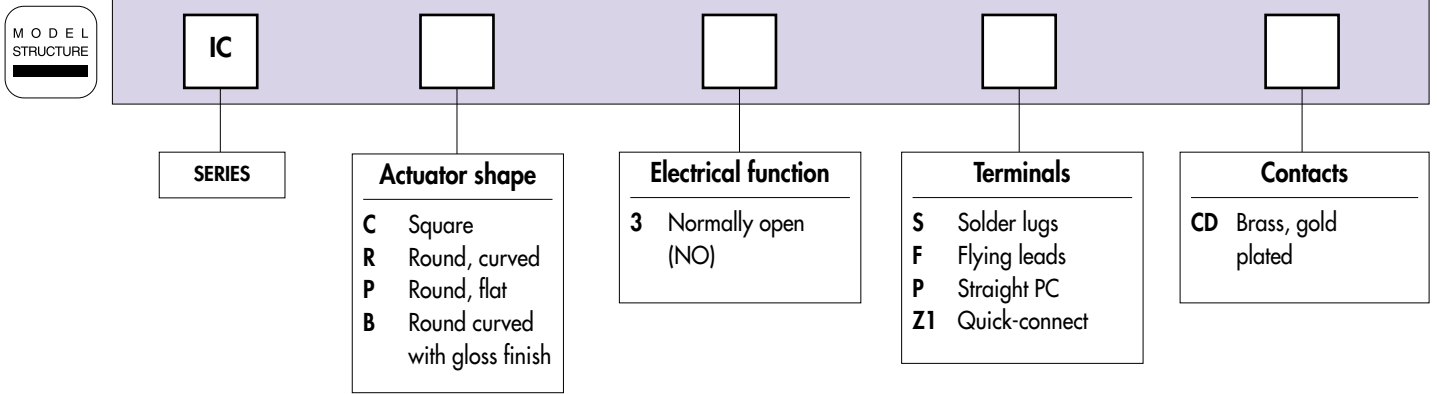 MODEL
STRUCTURE
IC
SERIES
Actuator shape
C Square
R Round, curved
P Round, flat
B Round curved
with gloss finish
Electrical function
3 Normally open
(NO)
Terminals
S Solder lugs
F Flying leads
P Straight PC
Z1 Quick-connect
Contacts
CD Brass, gold
plated